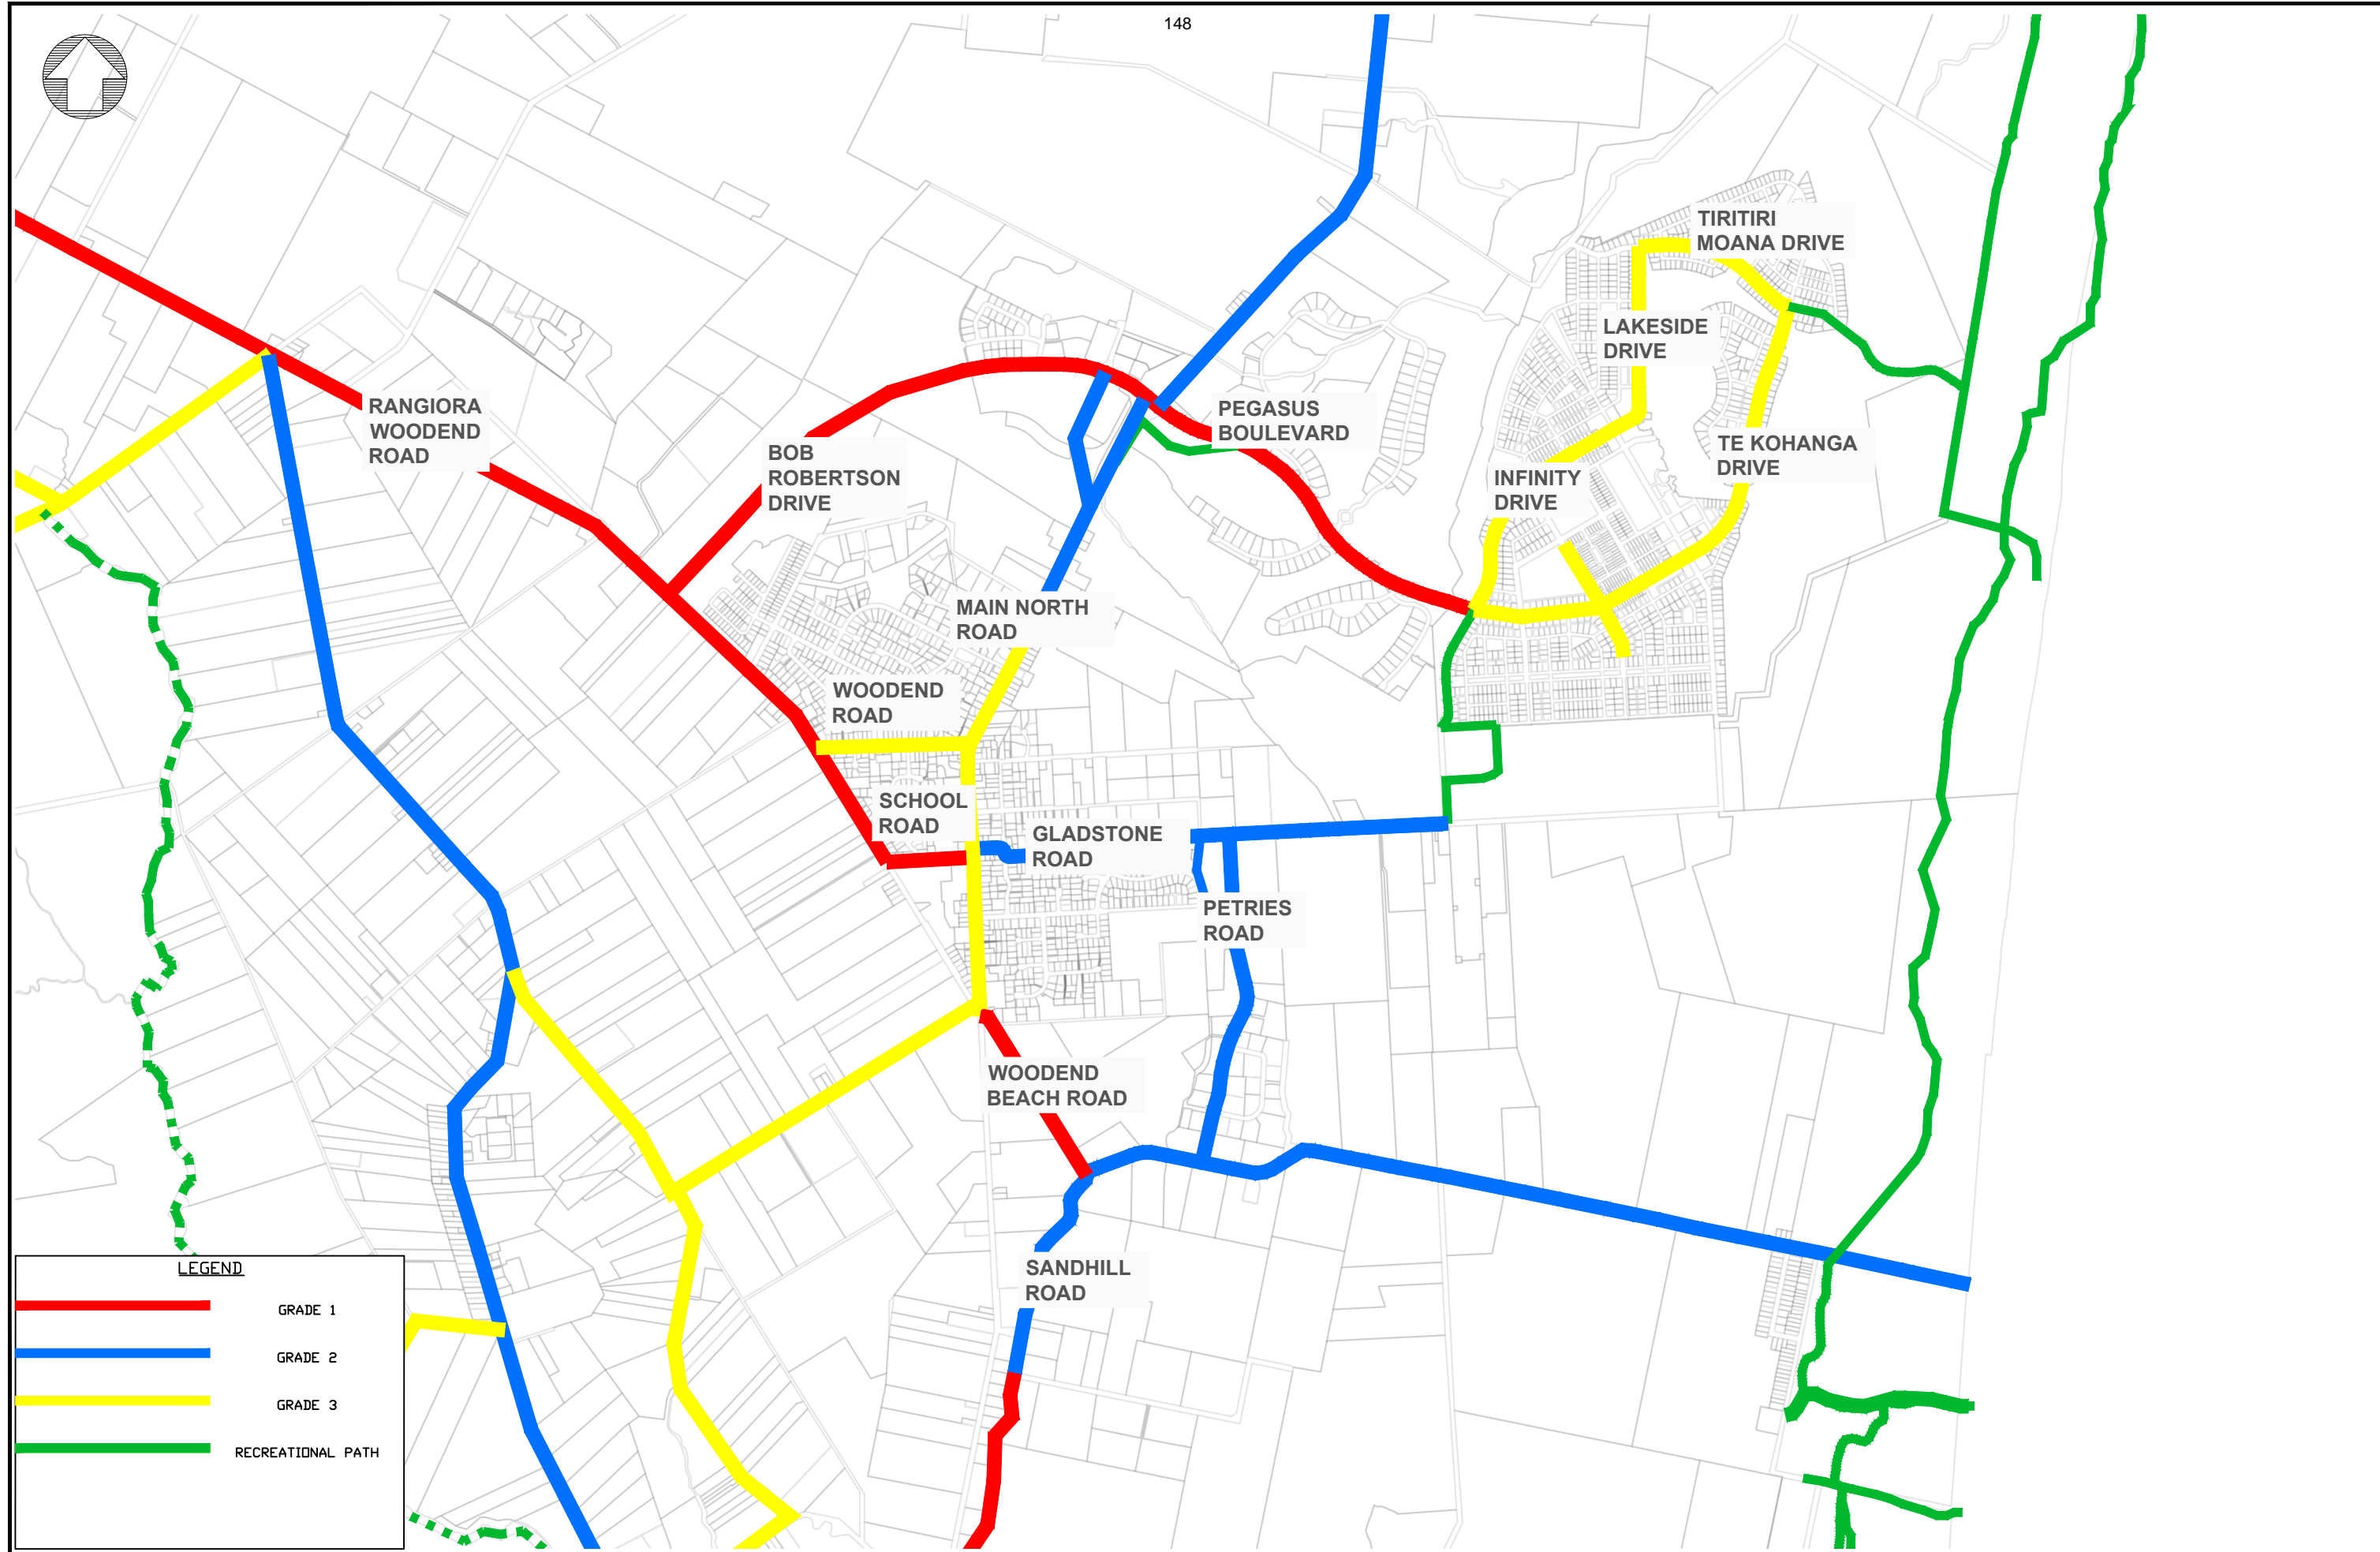 148
TIRITIRI
MOANA DRIVE
LAKESIDE
DRIVE
RANGIORA
WOODEND
ROAD
PEGASUS
BOULEVARD
BOB
ROBERTSON
DRIVE
TE KOHANGA
DRIVE
INFINITY
DRIVE
MAIN NORTH
ROAD
WOODEND
ROAD
SCHOOL
ROAD
GLADSTONE
ROAD
PETRIES
ROAD
WOODEND
BEACH ROAD
SANDHILL
ROAD
LEGEND
GRADE 1
GRADE 2
GRADE 3
RECREATIONAL PATH